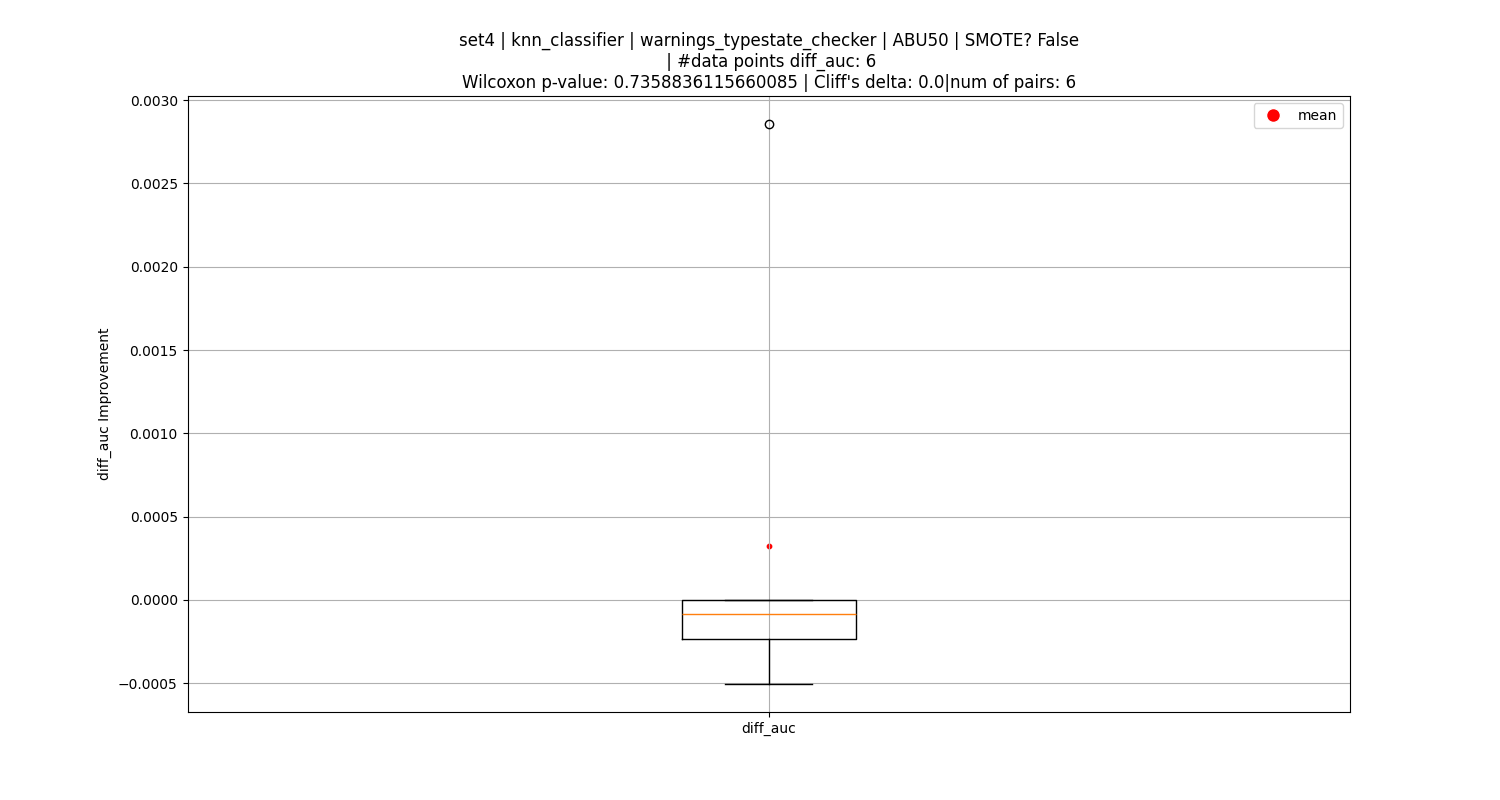 set4 | knn_classifier | warnings_typestate_checker | ABU50 | SMOTE? False
| #data points diff_auc: 6
Wilcoxon p-value: 0.7358836115660085 | Cliff's delta: 0.0|num of pairs: 6
mean
0.0030
0.0025
0.0020
0.0015
0.0010
0.0005
0.0000
−0.0005
diff_auc Improvement
diff_auc